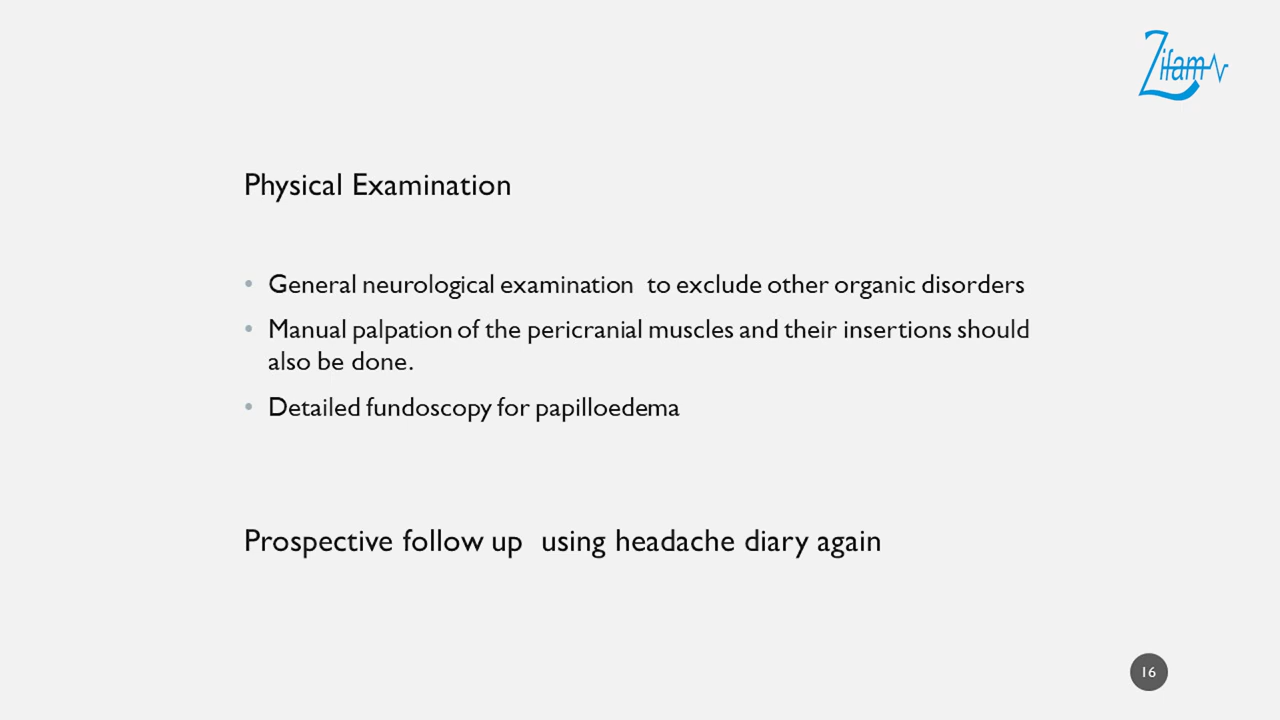 Zifam
Physical Examination
• General neurological examination  to exclude other organic disorders
• Manual palpation of the pericranial muscles and their insertions should
also be done.
• Detailed fundoscopy for papilloedema
Prospective follow up  using headache diary again
16